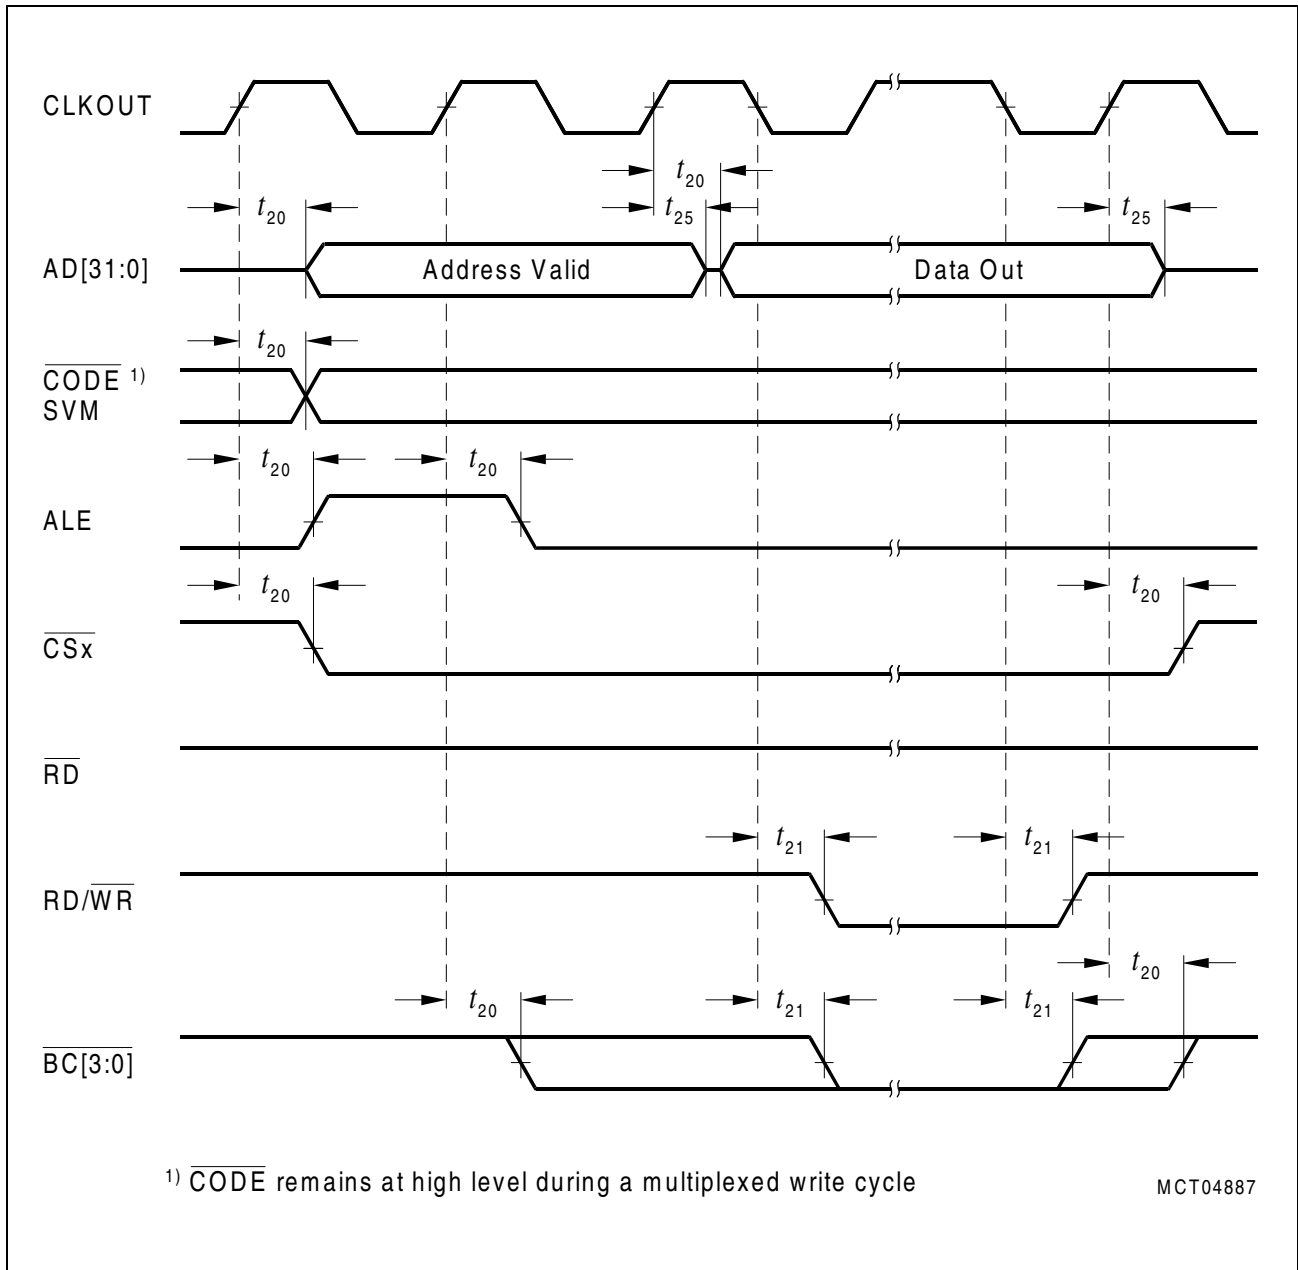 CLKOUT
t20
t20
t25
t25
AD[31:0]
Address Valid
Data Out
t20
CODE 1)
SVM
t20
t20
ALE
t20
t20
CSx
RD
t21
t21
RD/WR
t20
t20
t21
t21
BC[3:0]
1) CODE remains at high level during a multiplexed write cycle
MCT04887